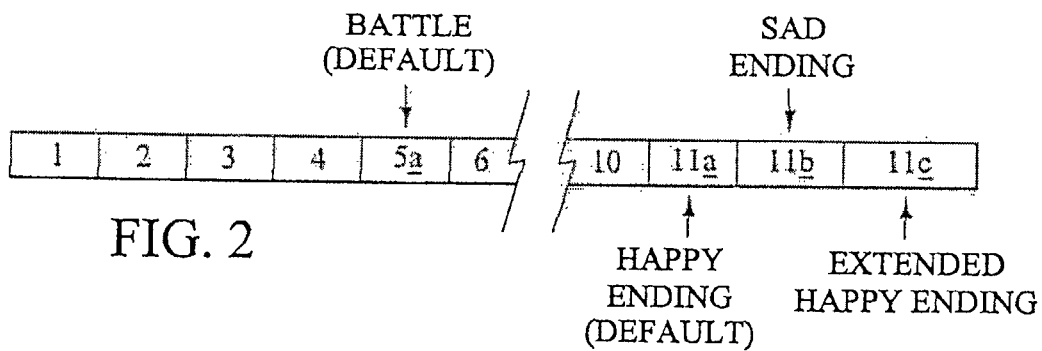 BATTLE
(DEFAULT)
SAD
ENDING
1 2 3 4 5a 6 10 11a 11b 11c
FIG. 2
HAPPY
ENDING
(DEFAULT)
EXTENDED
HAPPY ENDING